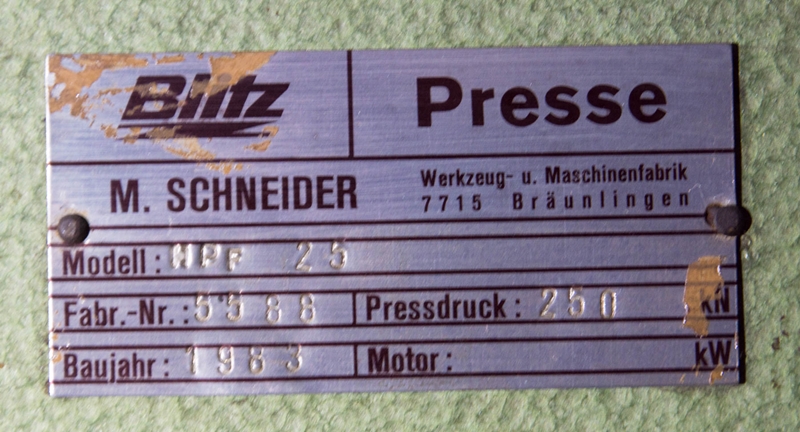 Blitz Presse
M. SCHNEIDER Werkzeug- u. Maschinenfabrik
7715 Bräunlingen
Modell: HPF 25
Fabr.-Nr.: 5588 Pressdruck: 250 kN
Baujahr: 1983 Motor: kW